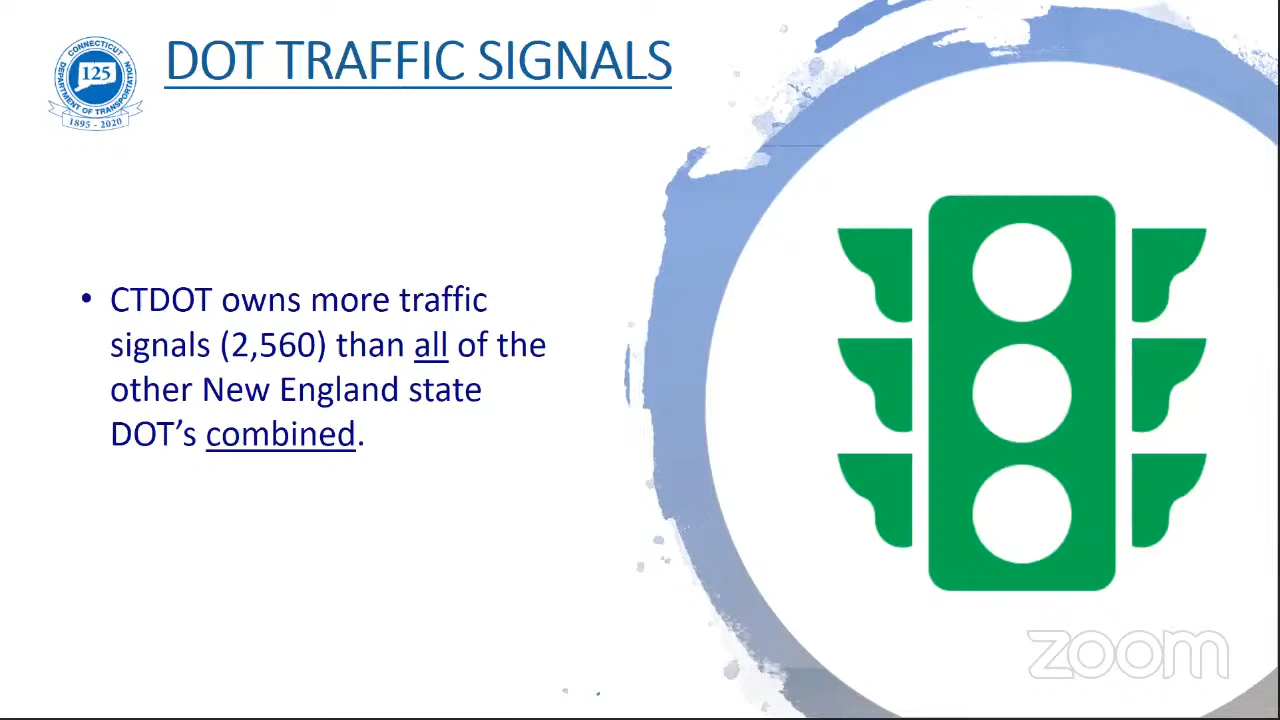 CONNECTICUT
DEPARTMENT OF TRANSPORTATION
125
1895 - 2020
DOT TRAFFIC SIGNALS
• CTDOT owns more traffic
signals (2,560) than all of the
other New England state
DOT’s combined.
zoom